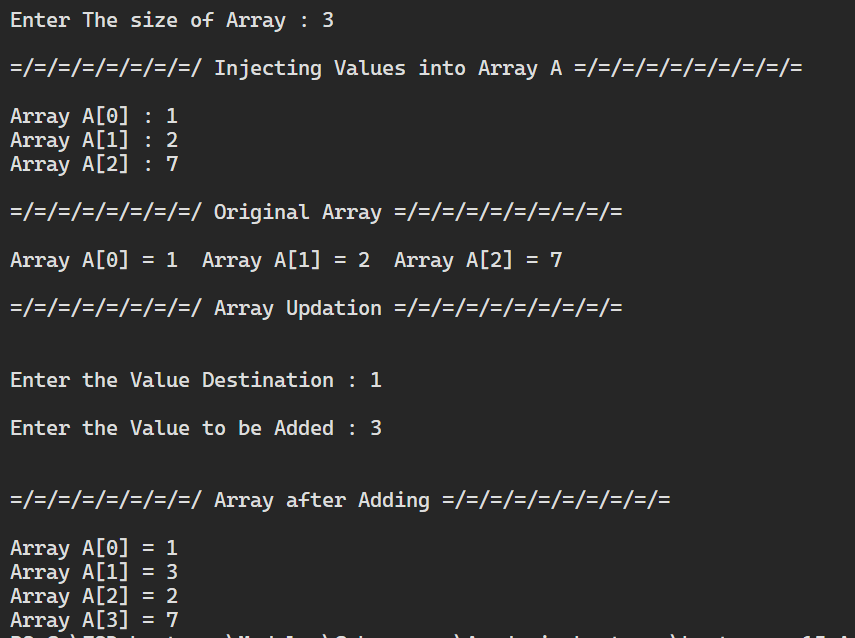 Enter The size of Array : 3
=/=/=/=/=/=/=/=/ Injecting Values into Array A =/=/=/=/=/=/=/=/=/=
Array A[0] : 1
Array A[1] : 2
Array A[2] : 7
=/=/=/=/=/=/=/=/ Original Array =/=/=/=/=/=/=/=/=/=
Array A[0] = 1  Array A[1] = 2  Array A[2] = 7
=/=/=/=/=/=/=/=/ Array Updation =/=/=/=/=/=/=/=/=/=
Enter the Value Destination : 1
Enter the Value to be Added : 3
=/=/=/=/=/=/=/=/ Array after Adding =/=/=/=/=/=/=/=/=/=
Array A[0] = 1
Array A[1] = 3
Array A[2] = 2
Array A[3] = 7